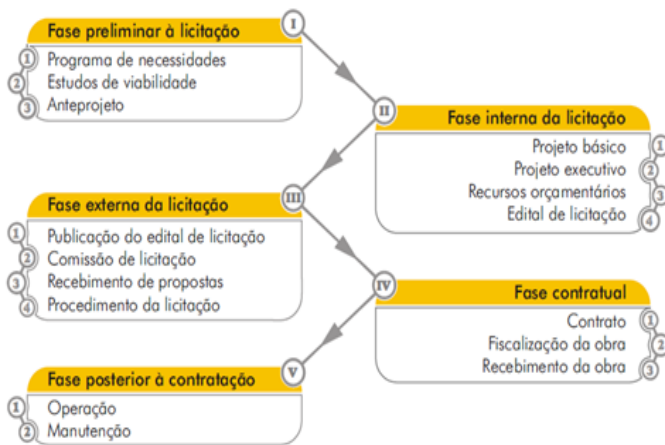 Fase preliminar à licitação
I
1 Programa de necessidades
2 Estudos de viabilidade
3 Anteprojeto
II
Fase interna da licitação
Projeto básico 1
Projeto executivo 2
Recursos orçamentários 3
Edital de licitação 4
Fase externa da licitação
III
1 Publicação do edital de licitação
2 Comissão de licitação
3 Recebimento de propostas
4 Procedimento da licitação
IV
Fase contratual
Contrato 1
Fiscalização da obra 2
Recebimento da obra 3
Fase posterior à contratação
V
1 Operação
2 Manutenção